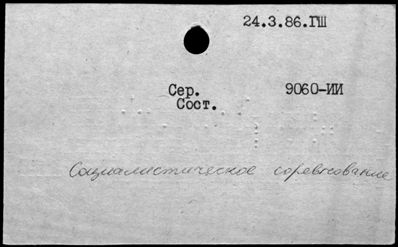 24.3.86.ГШ
Сер. 9060-ИИ
Сост.
Социалистическое соревнование